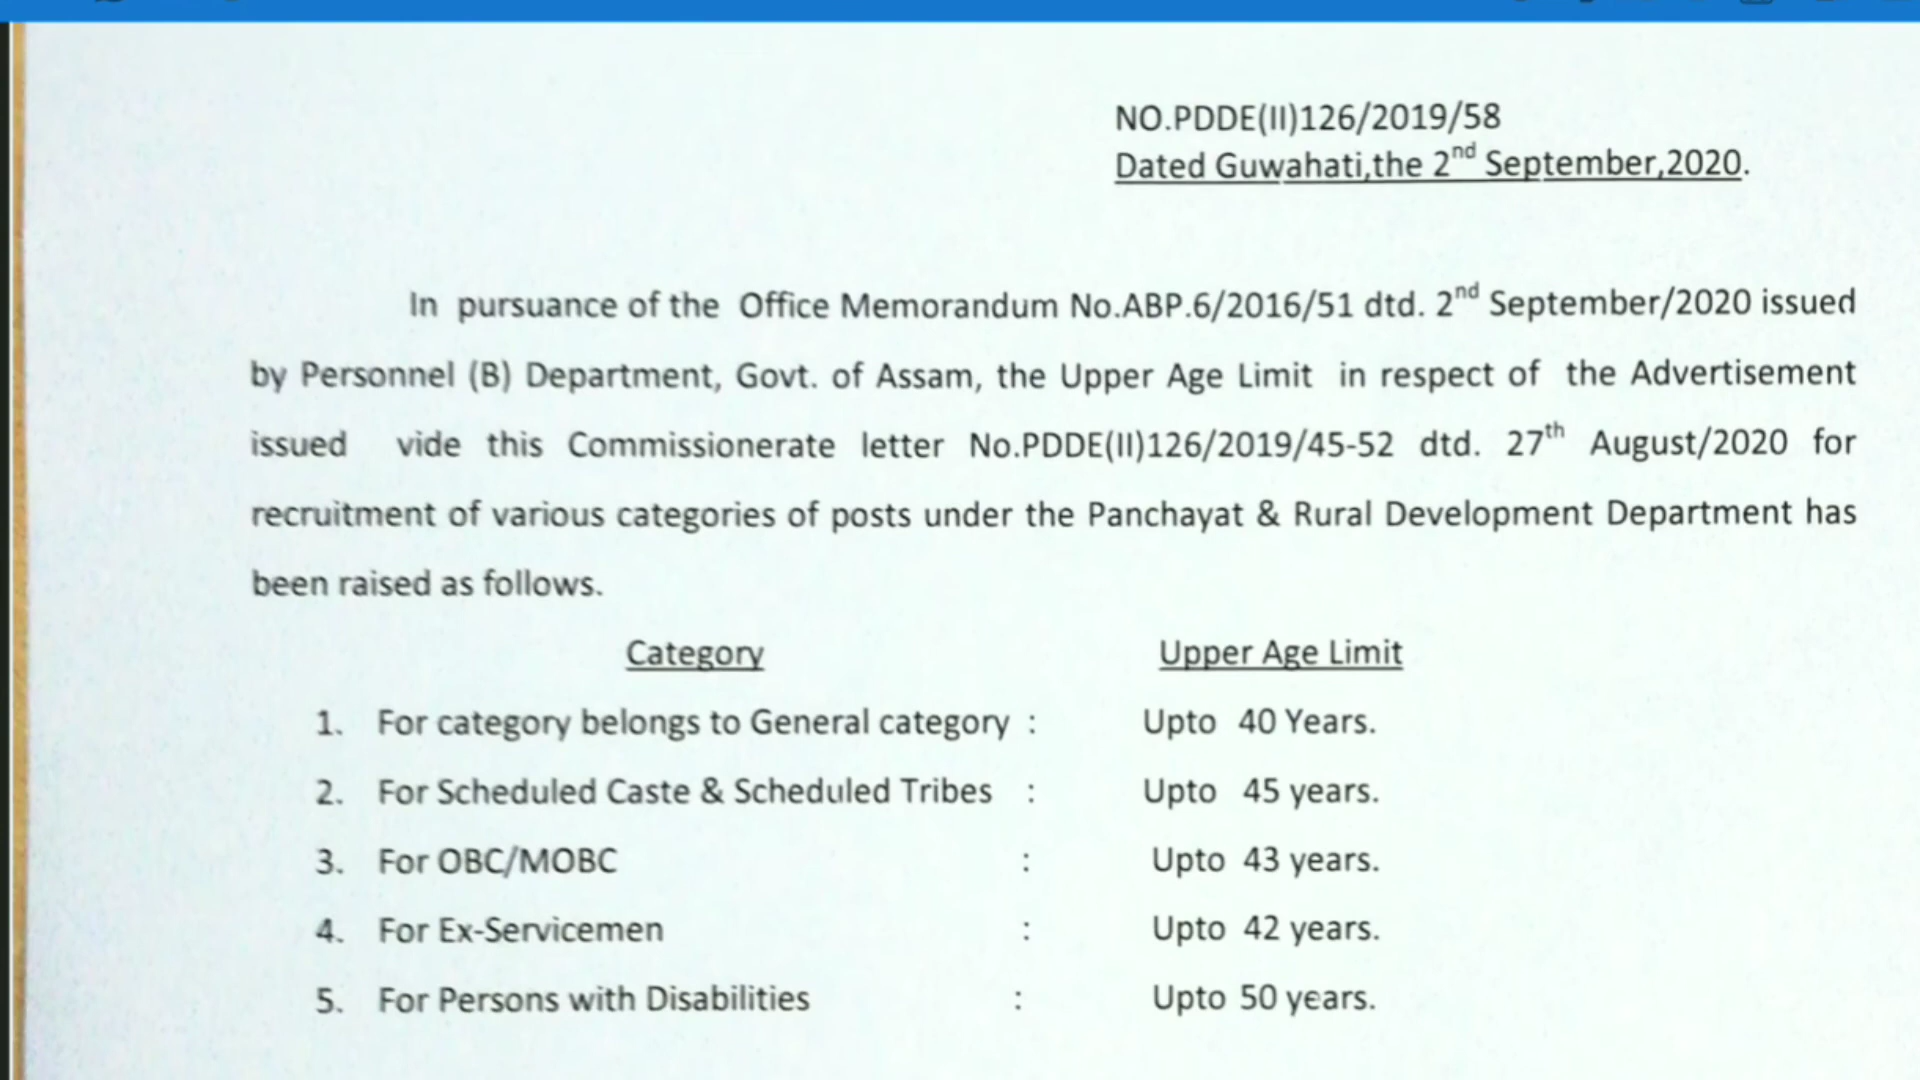 NO.PDDE(II)126/2019/58
Dated Guwahati,the 2nd September,2020.
In pursuance of the Office Memorandum No.ABP.6/2016/51 dtd. 2nd September/2020 issued
by Personnel (B) Department, Govt. of Assam, the Upper Age Limit in respect of the Advertisement
issued vide this Commissionerate letter No.PDDE(II)126/2019/45-52 dtd. 27th August/2020 for
recruitment of various categories of posts under the Panchayat & Rural Development Department has
been raised as follows.
Category Upper Age Limit
1. For category belongs to General category : Upto 40 Years.
2. For Scheduled Caste & Scheduled Tribes : Upto 45 years.
3. For OBC/MOBC : Upto 43 years.
4. For Ex-Servicemen : Upto 42 years.
5. For Persons with Disabilities : Upto 50 years.